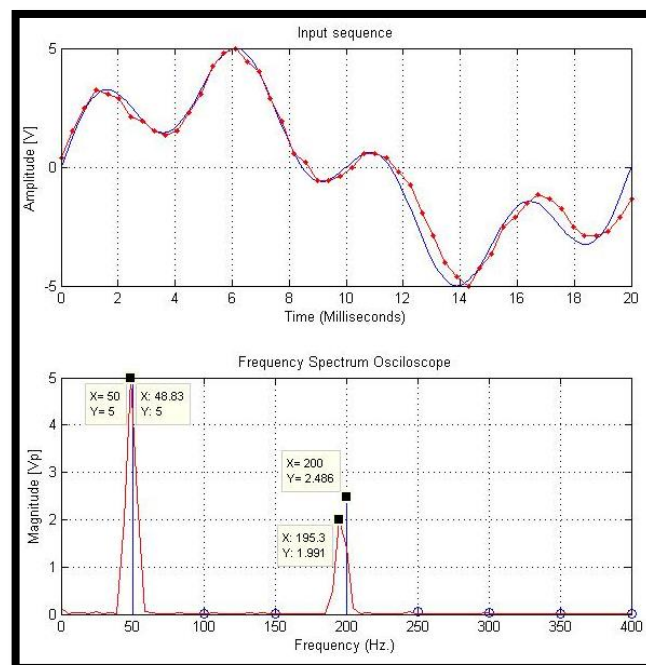 Input sequence
5
0
-5
Amplitude [V]
0 2 4 6 8 10 12 14 16 18 20
Time (Milliseconds)
Frequency Spectrum Osciloscope
5
4
3
2
1
0
Magnitude [Vp]
X= 50
Y= 5
X: 48.83
Y: 5
X= 200
Y= 2.486
X: 195.3
Y: 1.991
0 50 100 150 200 250 300 350 400
Frequency (Hz.)